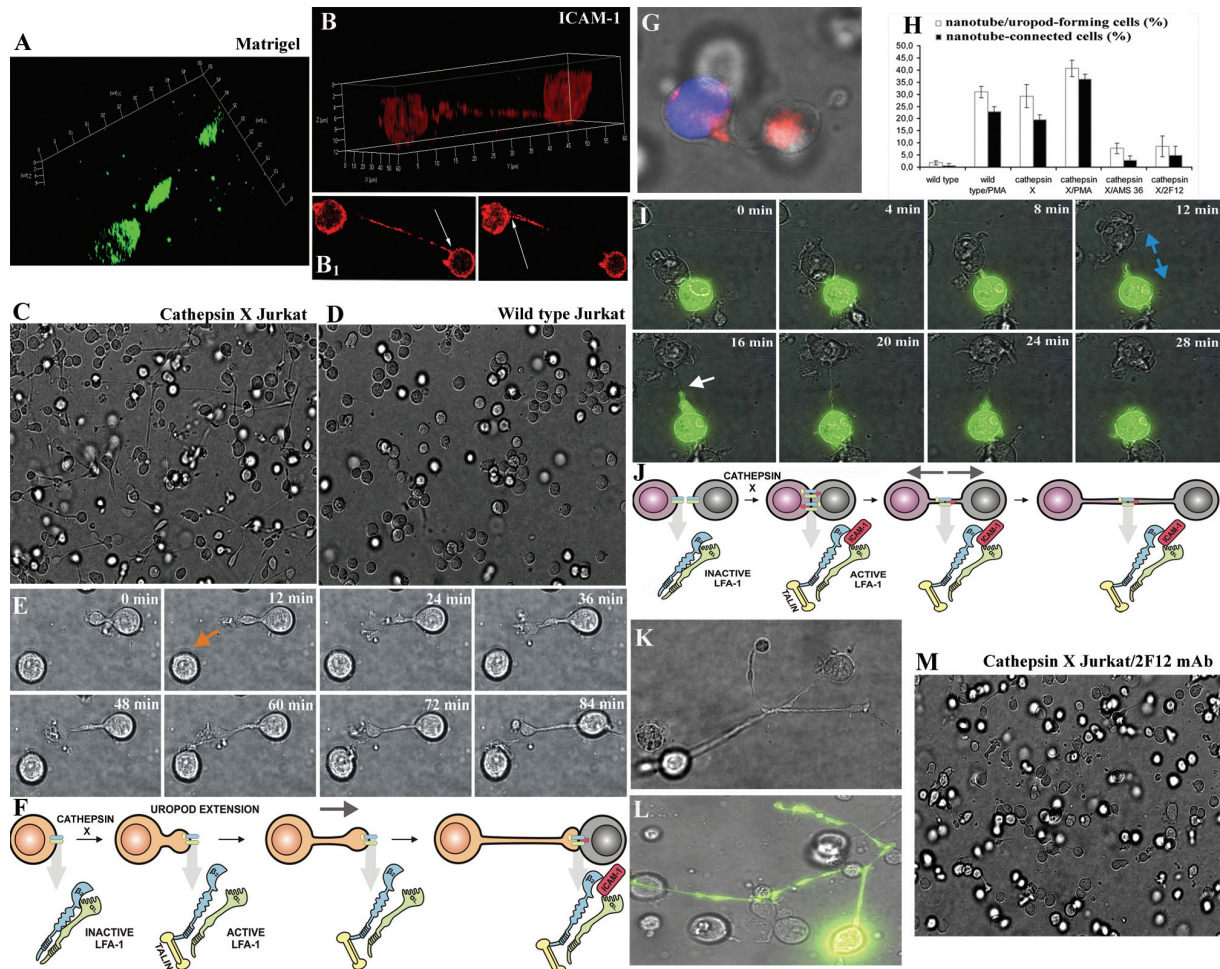 A
Matrigel
B
ICAM-1
B1
C
Cathepsin X Jurkat
D
Wild type Jurkat
E
0 min
12 min
24 min
36 min
48 min
60 min
72 min
84 min
F
CATHEPSIN
X
UROPOD EXTENSION
INACTIVE
LFA-1
TALIN
ACTIVE
LFA-1
ICAM-1
G
H
nanotube/uropod-forming cells (%)
nanotube-connected cells (%)
50,0
45,0
40,0
35,0
30,0
25,0
20,0
15,0
10,0
5,0
0,0
wild type
wild
type/PMA
cathepsin
X
cathepsin
X/PMA
cathepsin
X/AMS 36
cathepsin
X/2F12
I
0 min
4 min
8 min
12 min
16 min
20 min
24 min
28 min
J
CATHEPSIN
X
INACTIVE
LFA-1
TALIN
ICAM-1
ACTIVE
LFA-1
ICAM-1
ICAM-1
K
L
M
Cathepsin X Jurkat/2F12 mAb